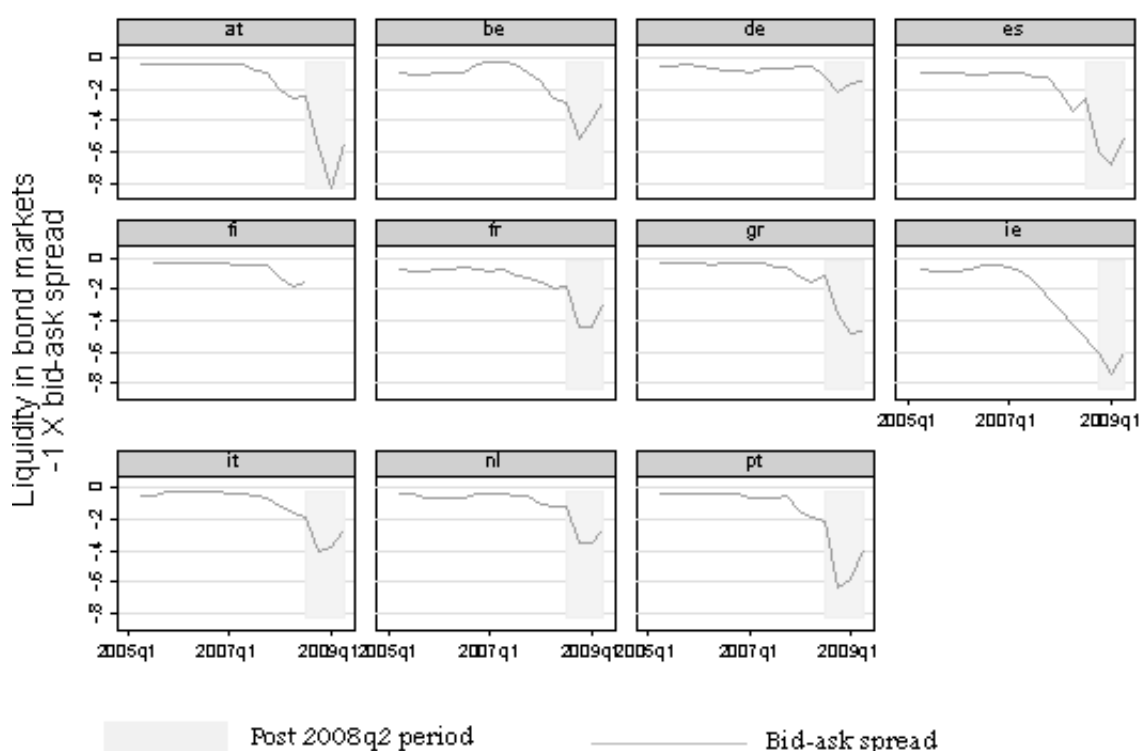 at be de es
0 -.2 -.4 -.6 -.8
fi fr gr ie
0 -.2 -.4 -.6 -.8
2005q1 2007q1 2009q1
it nl pt
0 -.2 -.4 -.6 -.8
2005q1 2007q1 2009q1 2005q1 2007q1 2009q1 2005q1 2007q1 2009q1
Liquidity in bond markets
-1 X bid-ask spread
Post 2008q2 period Bid-ask spread